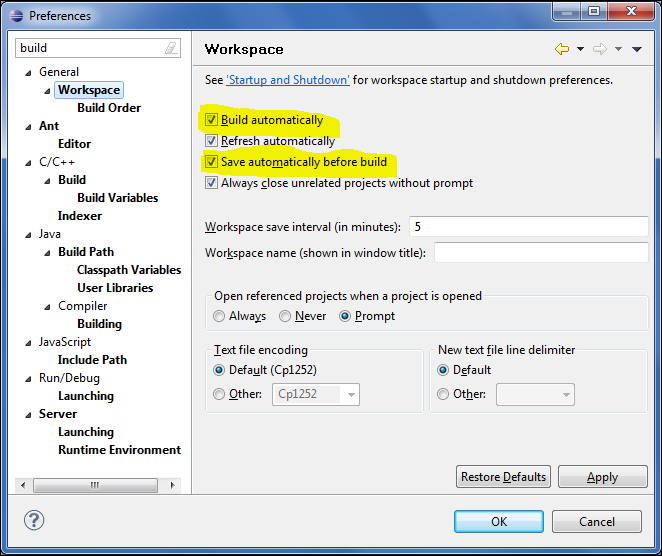 Preferences
build
General
Workspace
Build Order
Ant
Editor
C/C++
Build
Build Variables
Indexer
Java
Build Path
Classpath Variables
User Libraries
Compiler
Building
JavaScript
Include Path
Run/Debug
Launching
Server
Launching
Runtime Environment
Workspace
See 'Startup and Shutdown' for workspace startup and shutdown preferences.
Build automatically
Refresh automatically
Save automatically before build
Always close unrelated projects without prompt
Workspace save interval (in minutes): 5
Workspace name (shown in window title):
Open referenced projects when a project is opened
Always Never Prompt
Text file encoding
Default (Cp1252)
Other: Cp1252
New text file line delimiter
Default
Other:
Restore Defaults Apply
OK Cancel